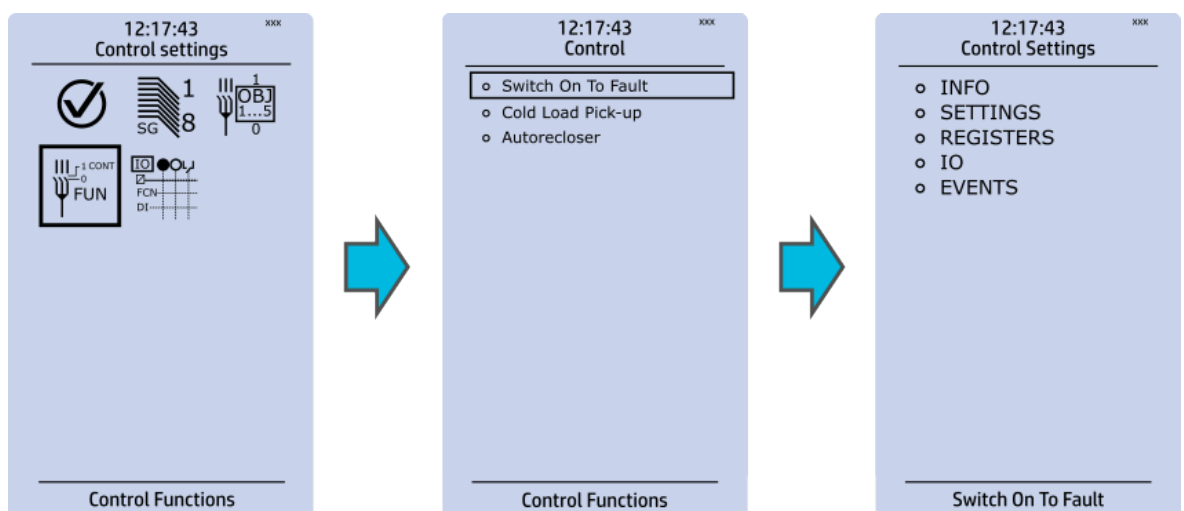 12:17:43 xxx
Control settings
1
SG 8
1
OBJ
1...5
0
1 CONT
0
FUN
IO
FCN
DI
Control Functions
12:17:43 xxx
Control
Switch On To Fault
Cold Load Pick-up
Autorecloser
Control Functions
12:17:43 xxx
Control Settings
INFO
SETTINGS
REGISTERS
IO
EVENTS
Switch On To Fault